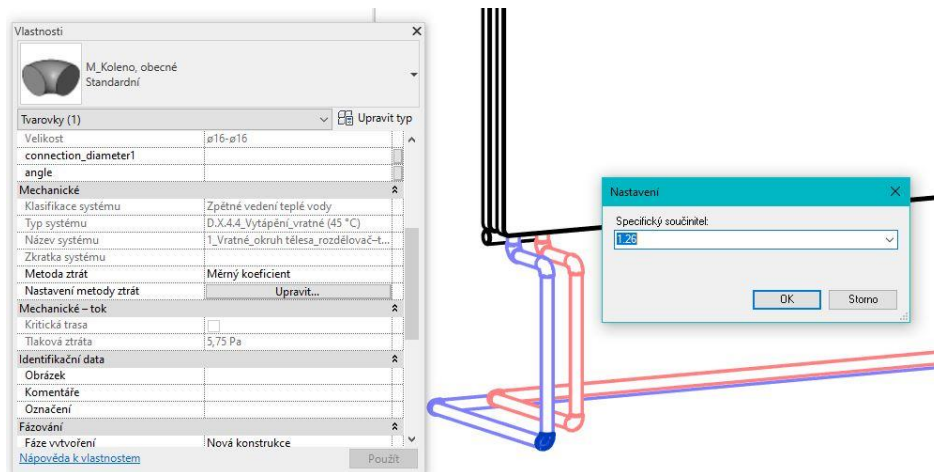 Vlastnosti
M_Koleno, obecné
Standardní
Tvarovky (1)
Upravit typ
Velikost ø16-ø16
connection_diameter1
angle
Mechanické
Klasifikace systému Zpětné vedení teplé vody
Typ systému D.X.4.4_Vytápění_vratné (45 °C)
Název systému 1_Vratné_okruh tělesa_rozdělovač–t...
Zkratka systému
Metoda ztrát Měrný koeficient
Nastavení metody ztrát Upravit...
Mechanické – tok
Kritická trasa
Tlaková ztráta 5,75 Pa
Identifikační data
Obrázek
Komentáře
Označení
Fázování
Fáze vytvoření Nová konstrukce
Nápověda k vlastnostem Použít
Nastavení
Specifický součinitel:
1.26
OK Storno